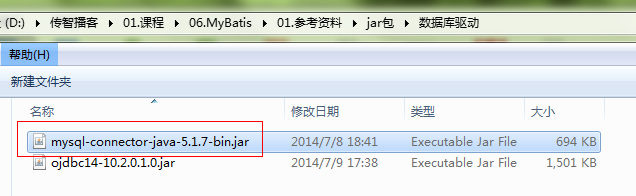 (D:) ▸ 传智播客 ▸ 01.课程 ▸ 06.MyBatis ▸ 01.参考资料 ▸ jar包 ▸ 数据库驱动
帮助(H)
新建文件夹
名称 修改日期 类型 大小
mysql-connector-java-5.1.7-bin.jar 2014/7/8 18:41 Executable Jar File 694 KB
ojdbc14-10.2.0.1.0.jar 2014/7/9 17:38 Executable Jar File 1,501 KB